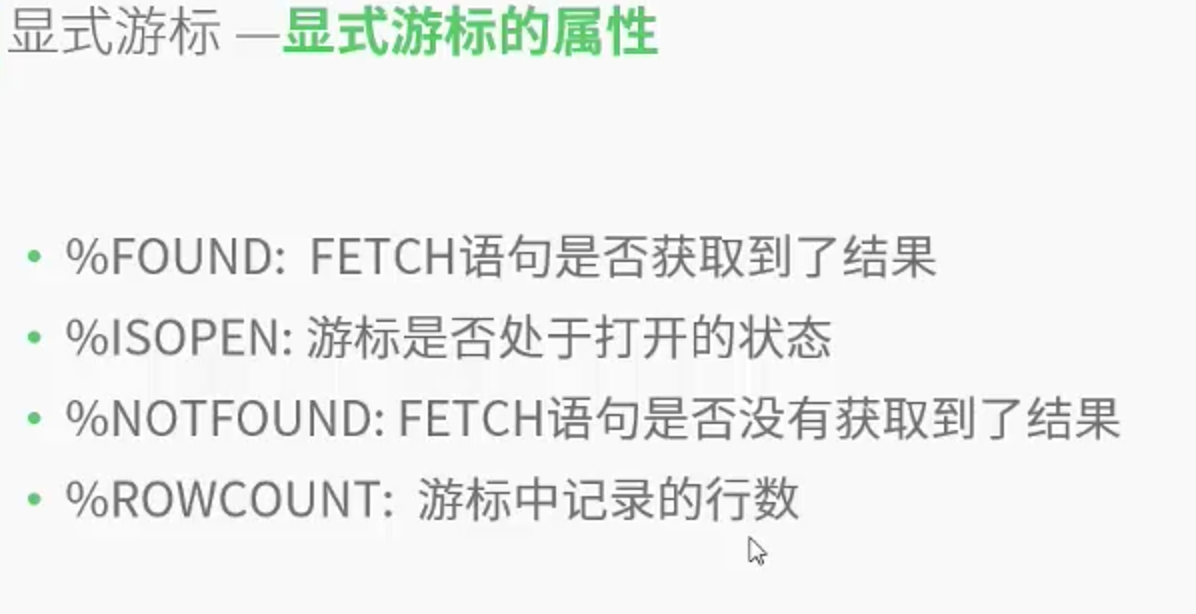 显式游标 —显式游标的属性
• %FOUND: FETCH语句是否获取到了结果
• %ISOPEN: 游标是否处于打开的状态
• %NOTFOUND: FETCH语句是否没有获取到了结果
• %ROWCOUNT: 游标中记录的行数